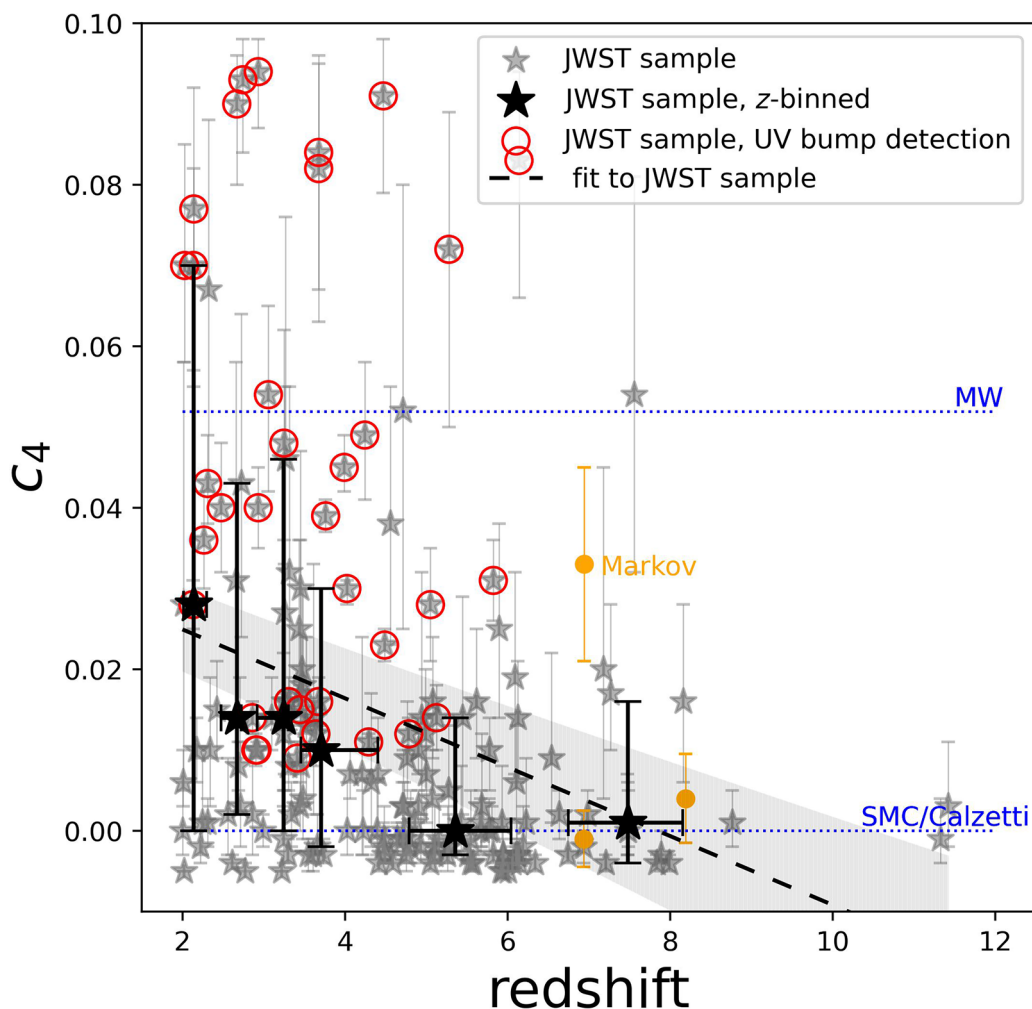 0.10
0.08
0.06
0.04
0.02
0.00
c4
JWST sample
JWST sample, z-binned
JWST sample, UV bump detection
fit to JWST sample
MW
Markov
SMC/Calzetti
2 4 6 8 10 12
redshift